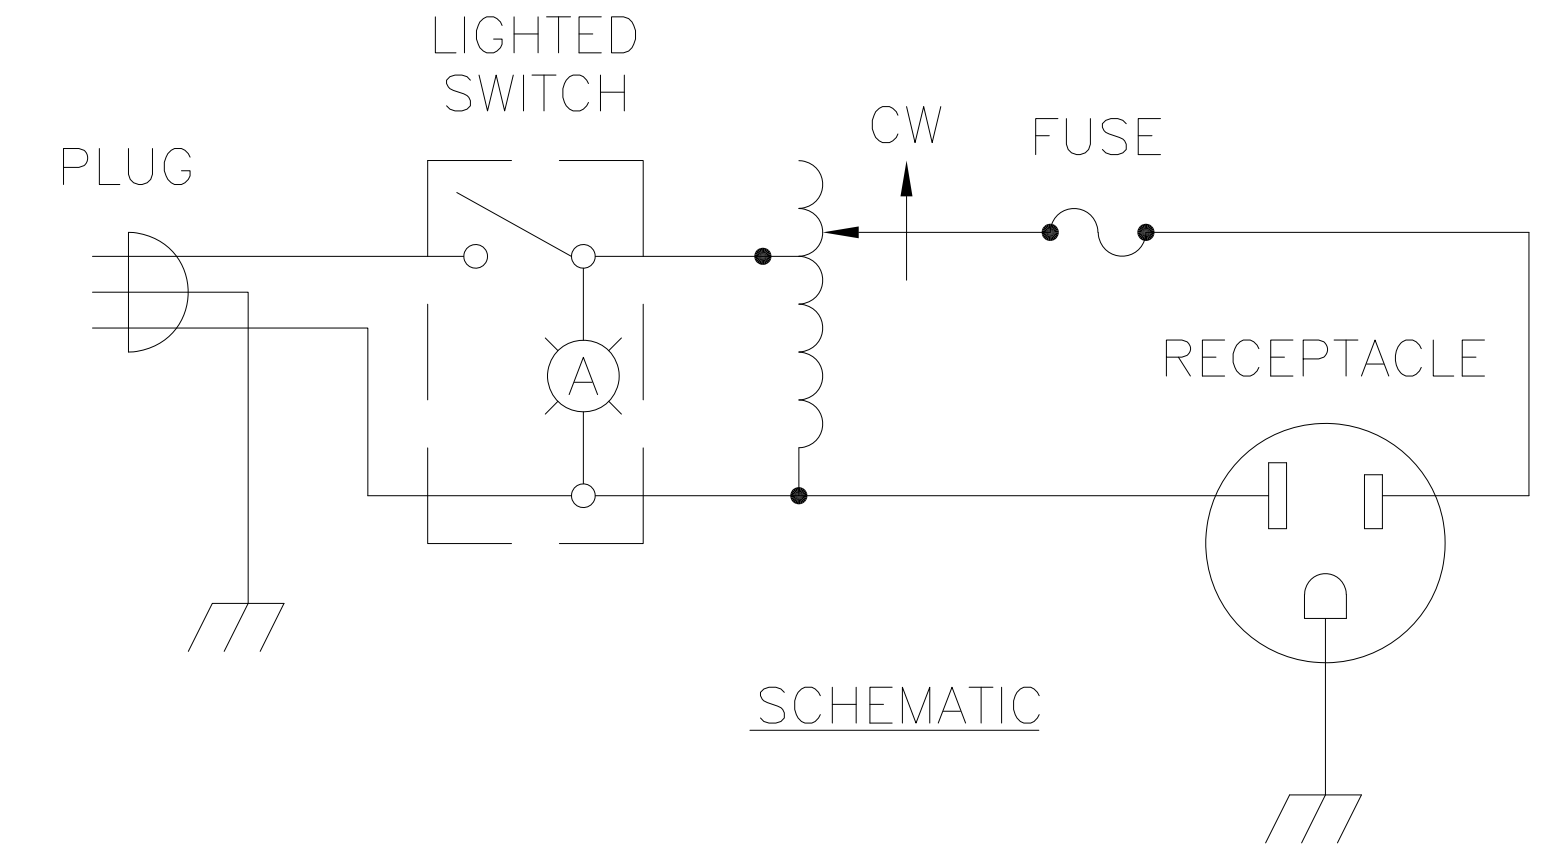 LIGHTED
SWITCH
PLUG
CW
FUSE
RECEPTACLE
A
SCHEMATIC